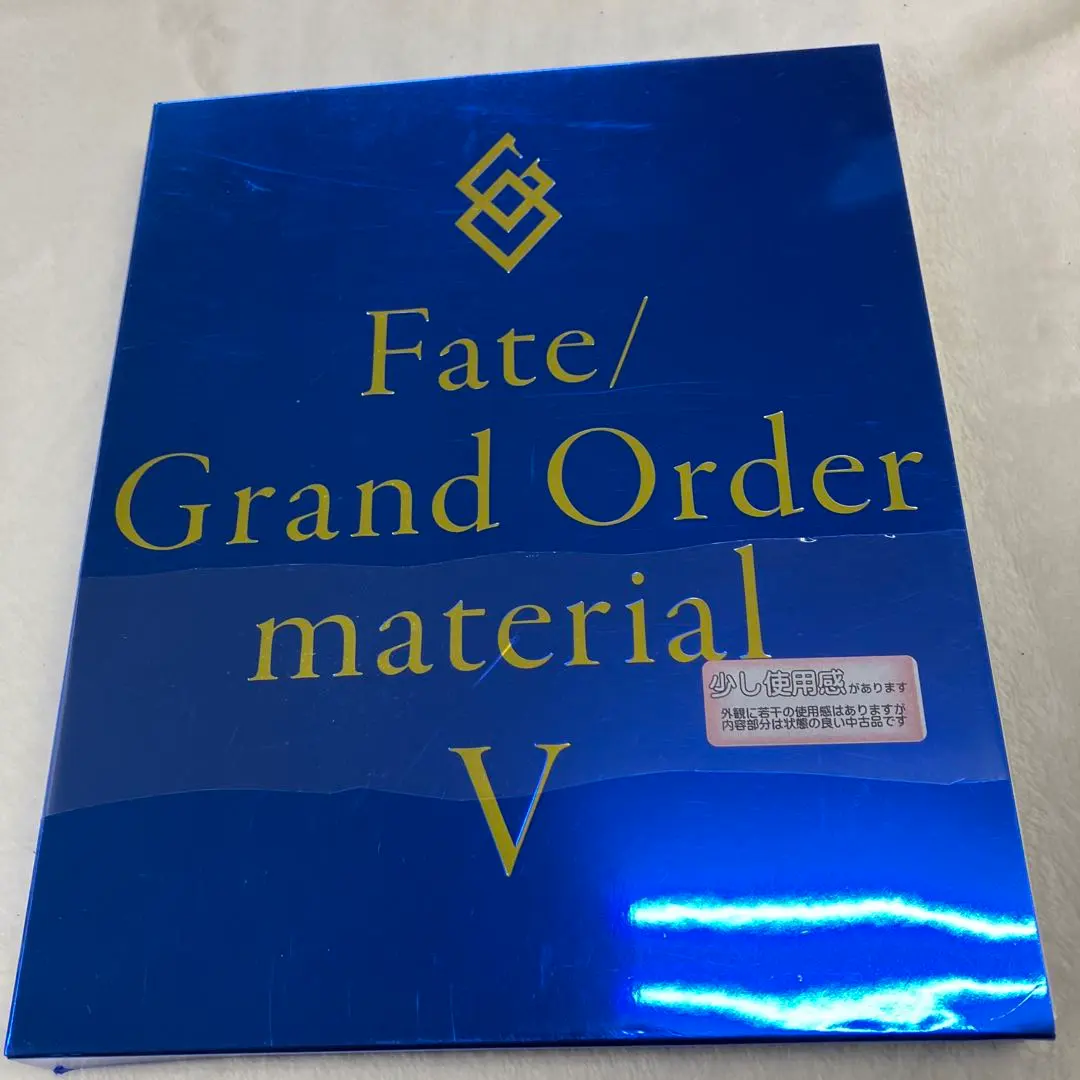 Fate/
Grand Order
material
V
少し使用感があります
外観に若干の使用感はありますが
内容部分は状態の良い中古品です